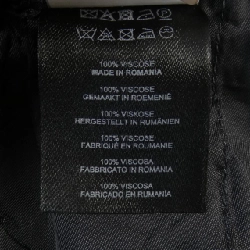 100% VISCOSE
MADE IN ROMANIA
100% VISCOSE
GEMAAKT IN ROEMENIË
100% VISKOSE
HERGESTELLT IN RUMÄNIEN
100% VISCOSE
FABRIQUÉ EN ROUMANIE
100% VISCOSA
FABBRICATO IN ROMANIA
100% VISCOSA
FABRICADO EN RUMANIA